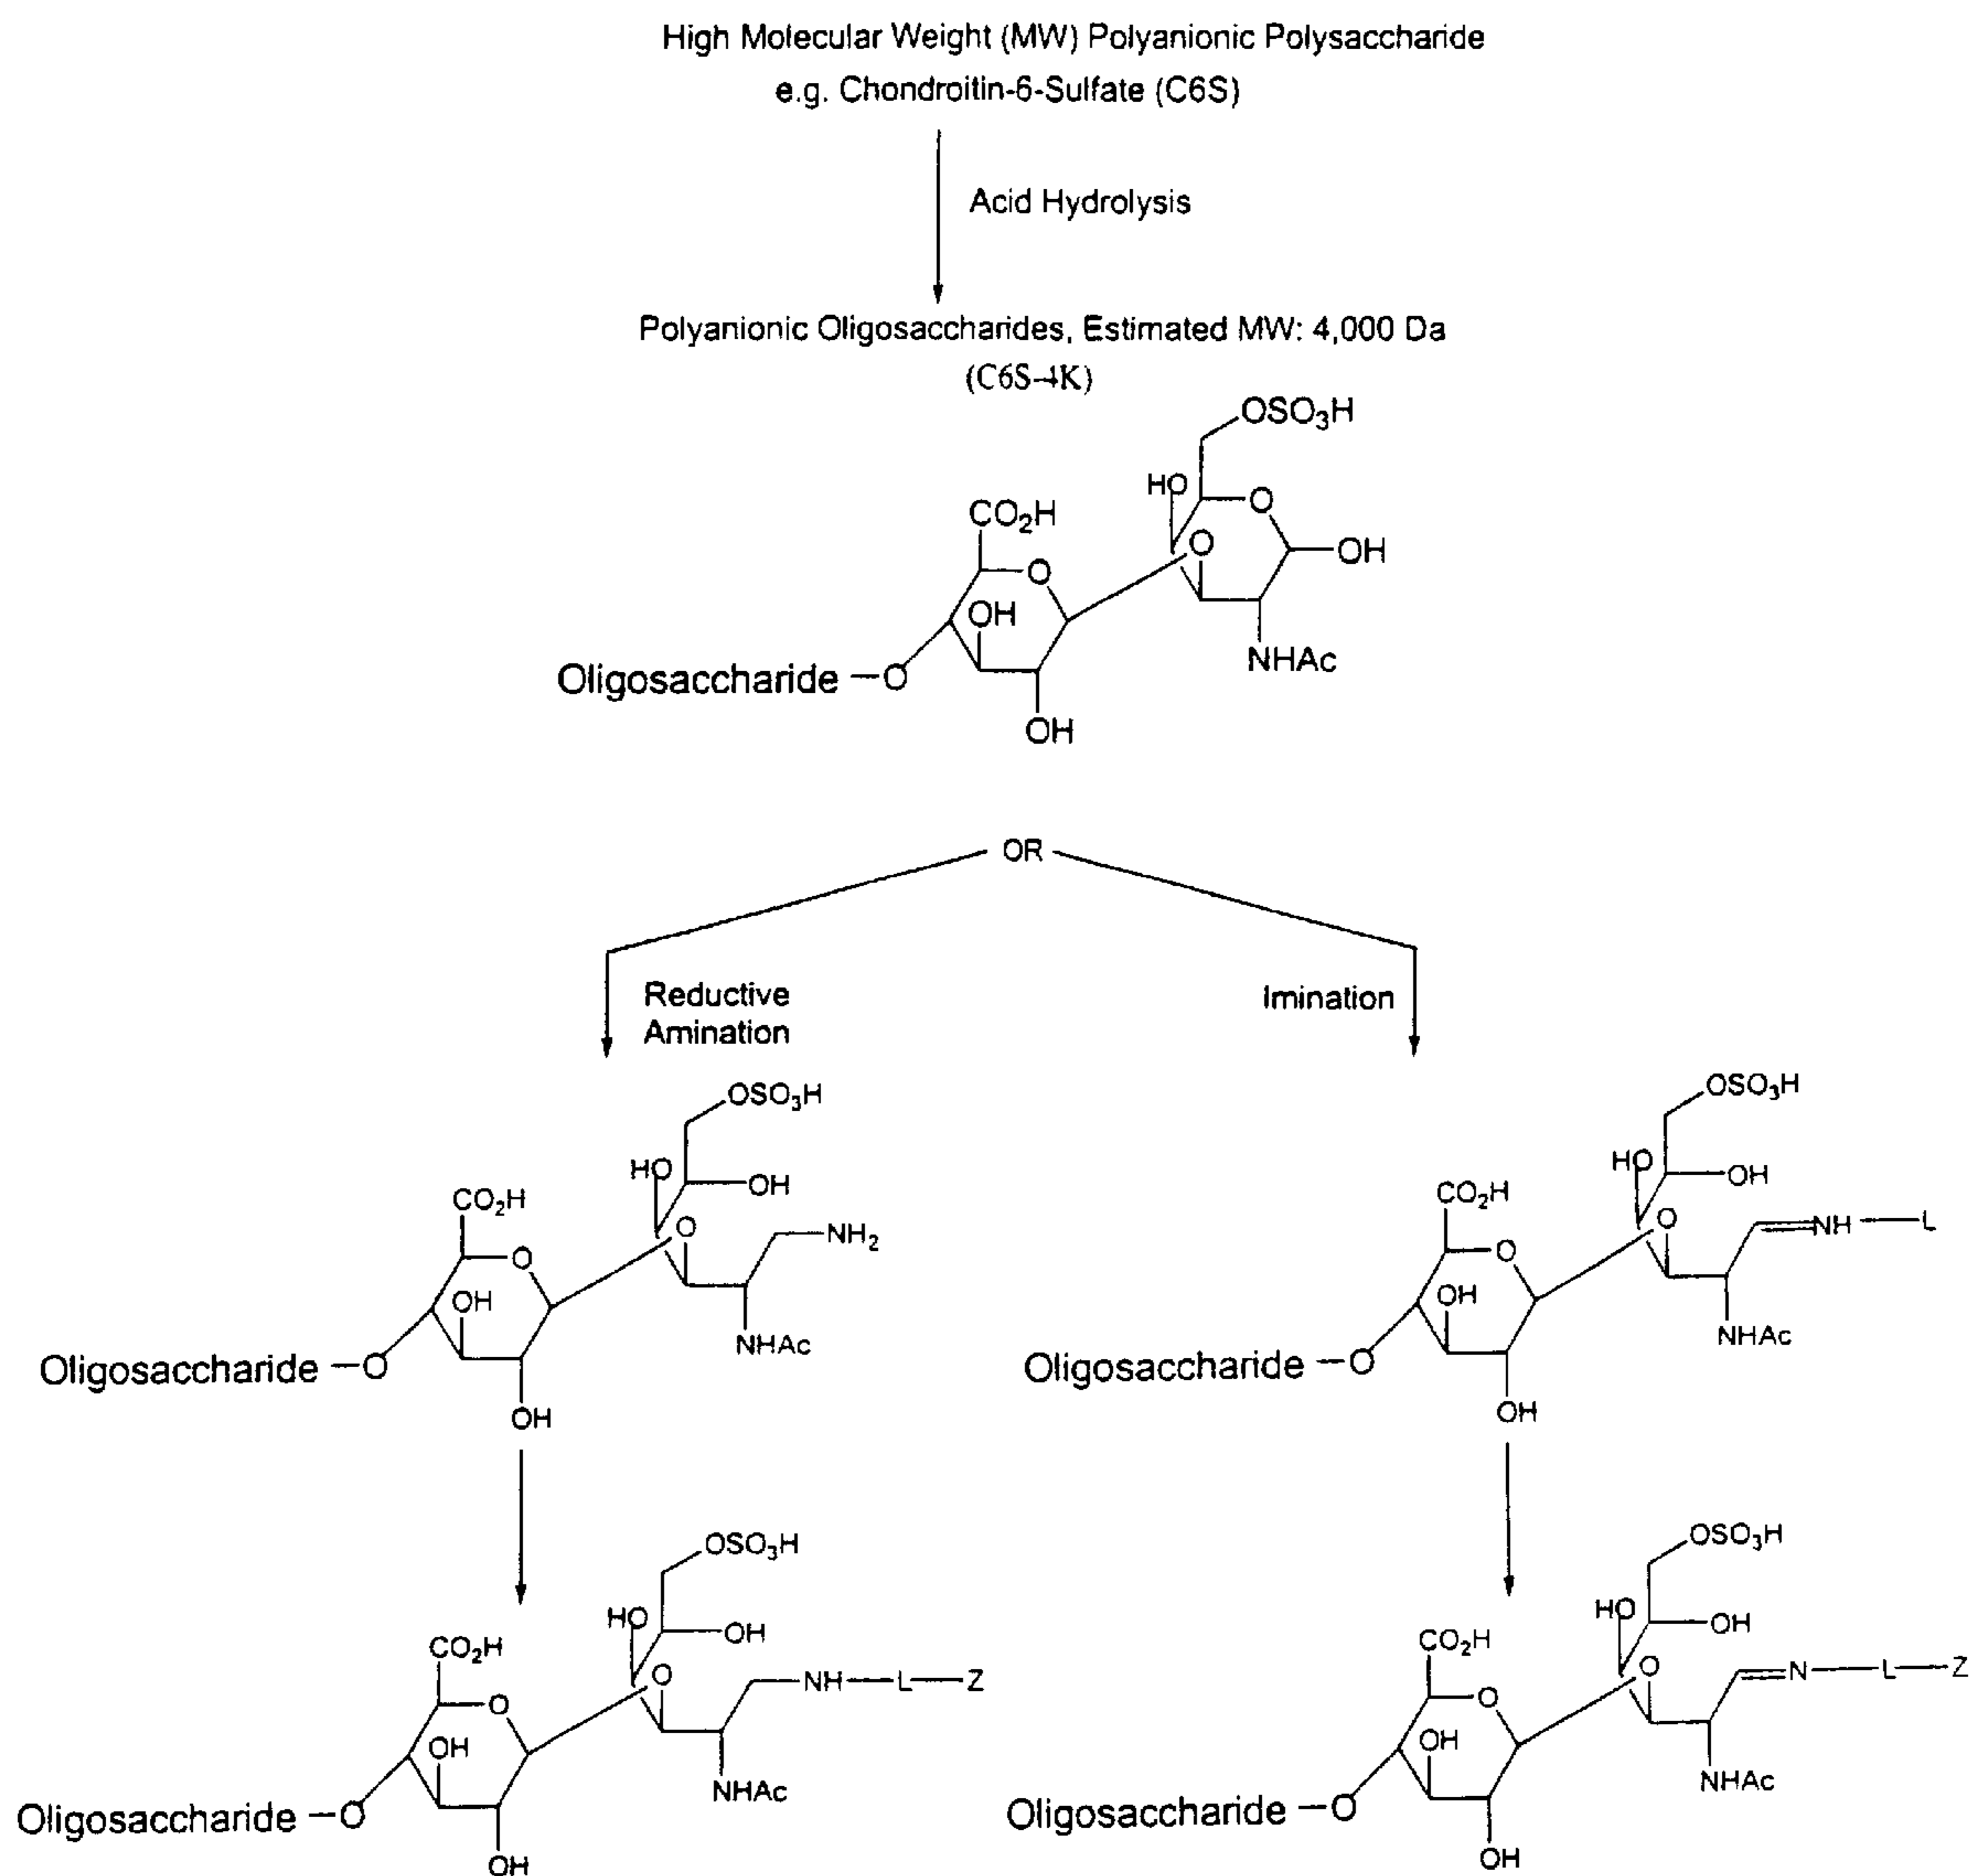 High Molecular Weight (MW) Polyanionic Polysaccharide
e.g. Chondroitin-6-Sulfate (C6S)
Acid Hydrolysis
Polyanionic Oligosaccharides, Estimated MW: 4,000 Da
(C6S-4K)
OSO₃H
HO
O
CO₂H
O
OH
O
OH
NHAc
Oligosaccharide
O
OH
OR
Reductive
Amination
Imination
OSO₃H
HO
OH
CO₂H
O
NH₂
O
OH
NHAc
Oligosaccharide
O
OH
OSO₃H
HO
OH
CO₂H
O
NH
L
O
OH
NHAc
Oligosaccharide
O
OH
OSO₃H
HO
OH
CO₂H
O
NH
L
Z
O
OH
NHAc
Oligosaccharide
O
OH
OSO₃H
HO
OH
CO₂H
O
N
L
Z
O
OH
NHAc
Oligosaccharide
O
OH